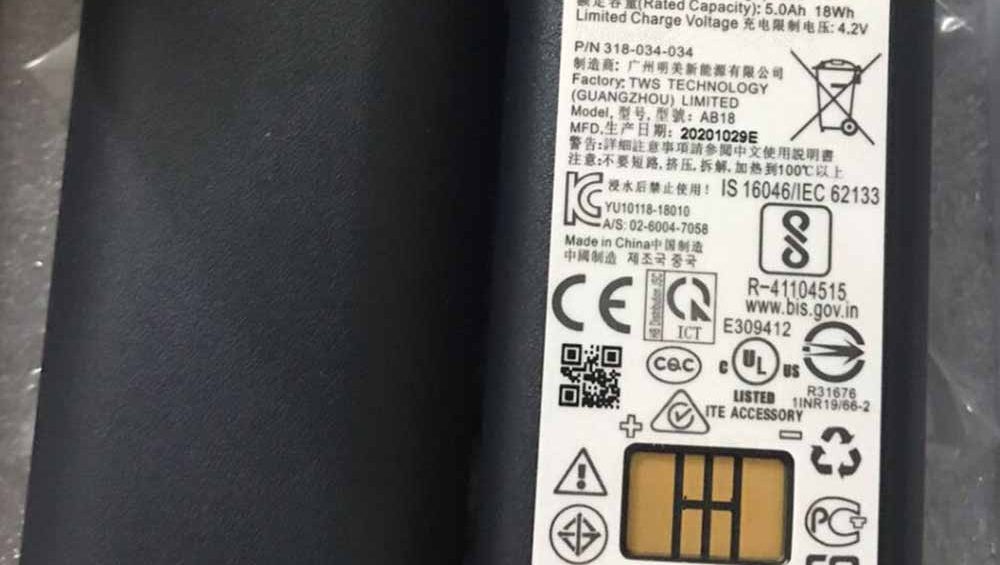 额定容量(Rated Capacity): 5.0Ah 18Wh
Limited Charge Voltage 充电限制电压: 4.2V
P/N 318-034-034
制造商: 广州明美新能源有限公司
Factory: TWS TECHNOLOGY
(GUANGZHOU) LIMITED
Model, 型号, 型號: AB18
MFD.生产日期: 20201029E
警告:詳細註意事項請參閱中文使用説明書
注意:不要短路, 挤压, 拆解, 加热到100℃以上
浸水后禁止使用! IS 16046/IEC 62133
YU10118-18010
A/S: 02-6004-7058
Made in China中国制造
中國制造 제조국 중국
R-41104515
www.bis.gov.in
CE
ICT
E309412
CQC
c UL US
LISTED
ITE ACCESSORY
R31676
1INR19/66-2
+ −